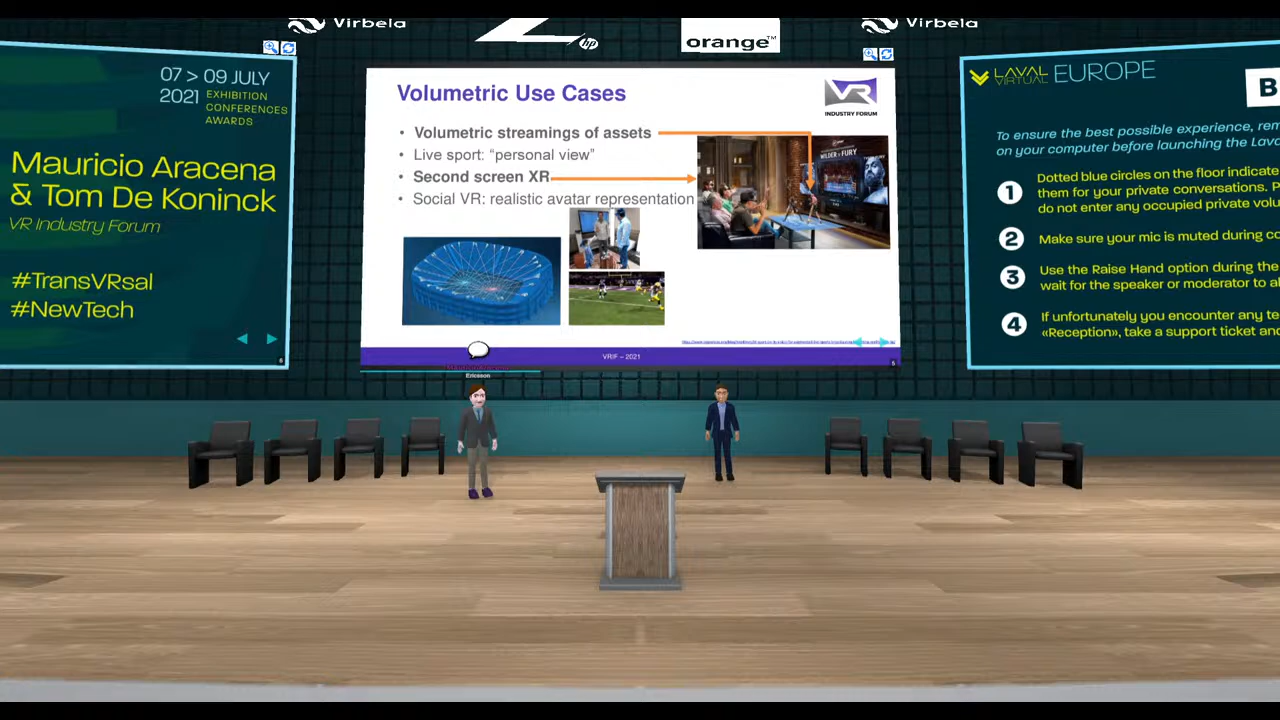 Virbela
hp
orange™
Virbela
07 > 09 JULY
2021 EXHIBITION
CONFERENCES
AWARDS
Mauricio Aracena
& Tom De Koninck
VR Industry Forum
#TransVRsal
#NewTech
6
Volumetric Use Cases
VR
INDUSTRY FORUM
• Volumetric streamings of assets
• Live sport: “personal view”
• Second screen XR
• Social VR: realistic avatar representation
WILDER FURY
VRIF – 2021
5
Ericsson
LAVAL
VIRTUAL EUROPE
B
To ensure the best possible experience, rem
on your computer before launching the Lava
1 Dotted blue circles on the floor indicate
them for your private conversations. P
do not enter any occupied private volu
2 Make sure your mic is muted during co
3 Use the Raise Hand option during the
wait for the speaker or moderator to al
4 If unfortunately you encounter any te
«Reception», take a support ticket and